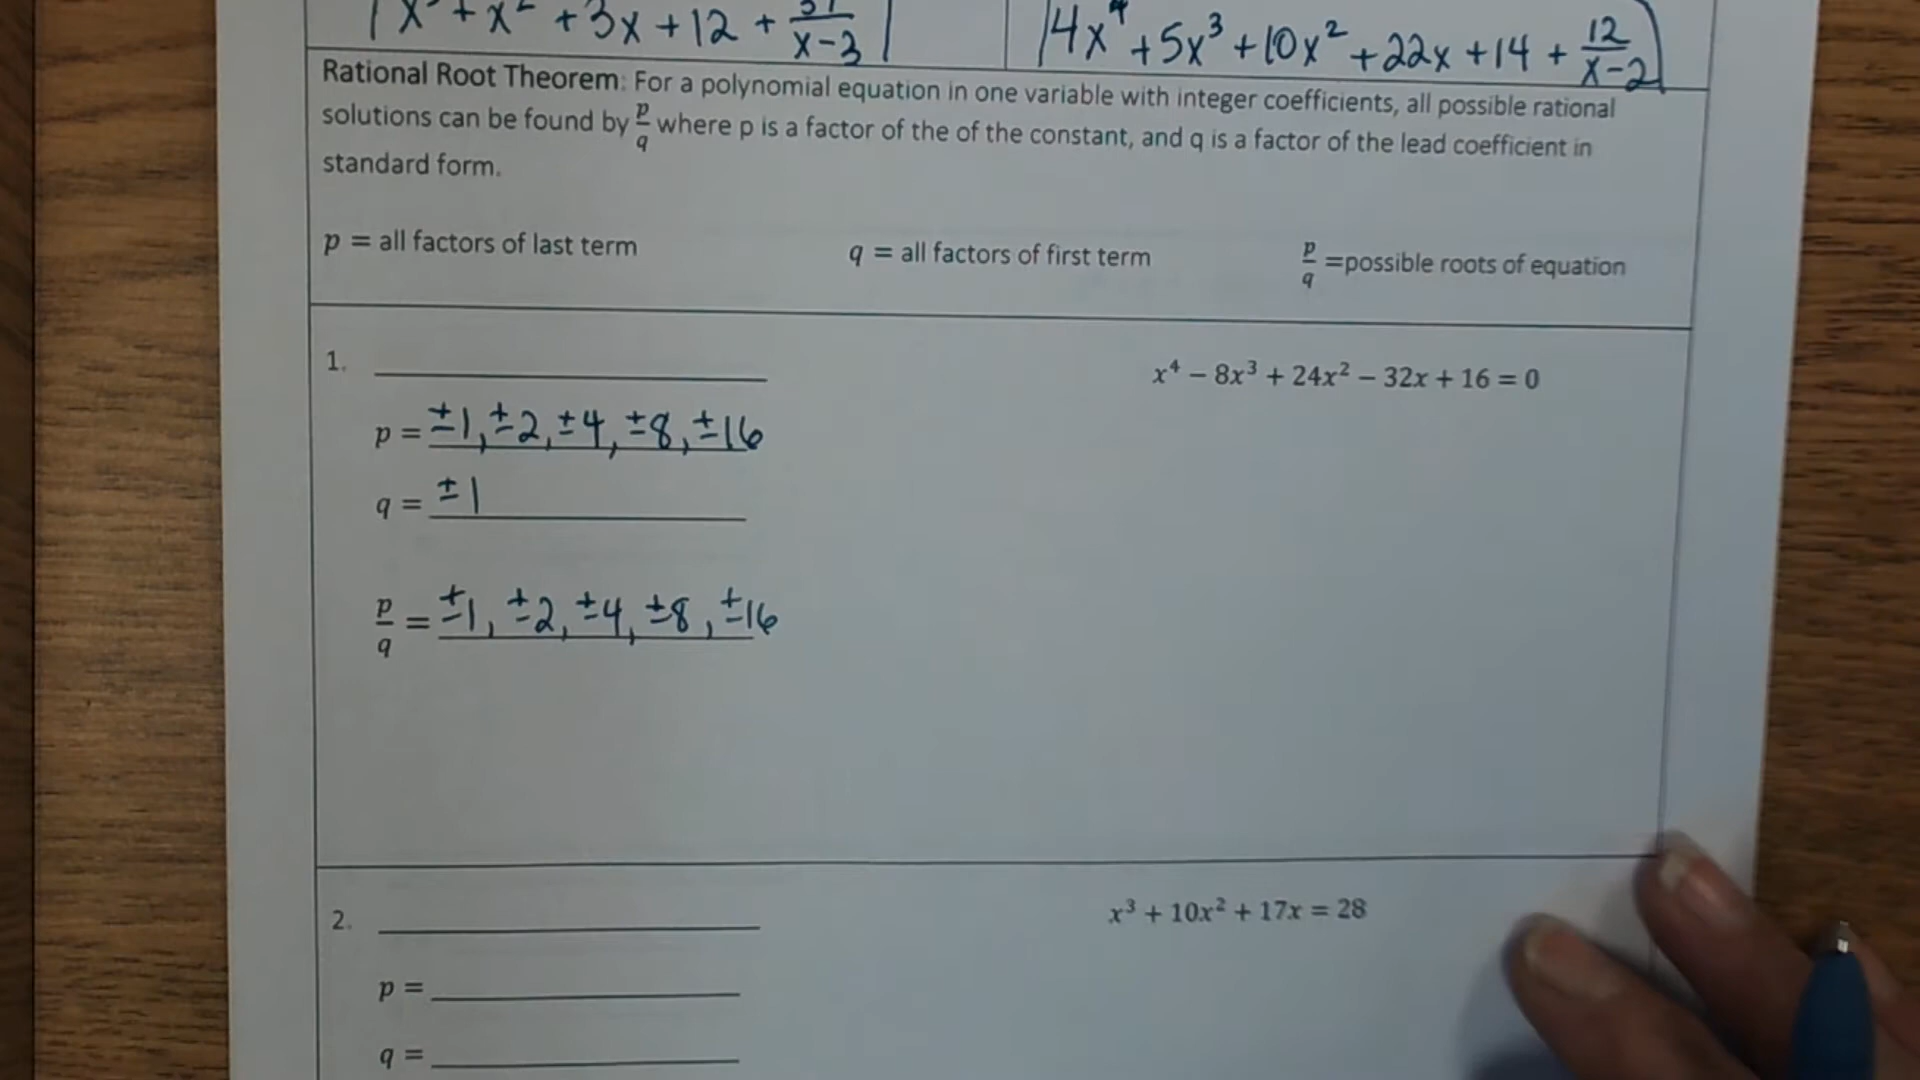 x³ + x² + 3x + 12 + 37/x-3
4x⁴ + 5x³ + 10x² + 22x + 14 + 12/x-2
Rational Root Theorem: For a polynomial equation in one variable with integer coefficients, all possible rational
solutions can be found by p/q where p is a factor of the of the constant, and q is a factor of the lead coefficient in
standard form.
p = all factors of last term
q = all factors of first term
p/q =possible roots of equation
1.
x⁴ − 8x³ + 24x² − 32x + 16 = 0
p = ±1, ±2, ±4, ±8, ±16
q = ±1
p/q = ±1, ±2, ±4, ±8, ±16
2.
x³ + 10x² + 17x = 28
p =
q =